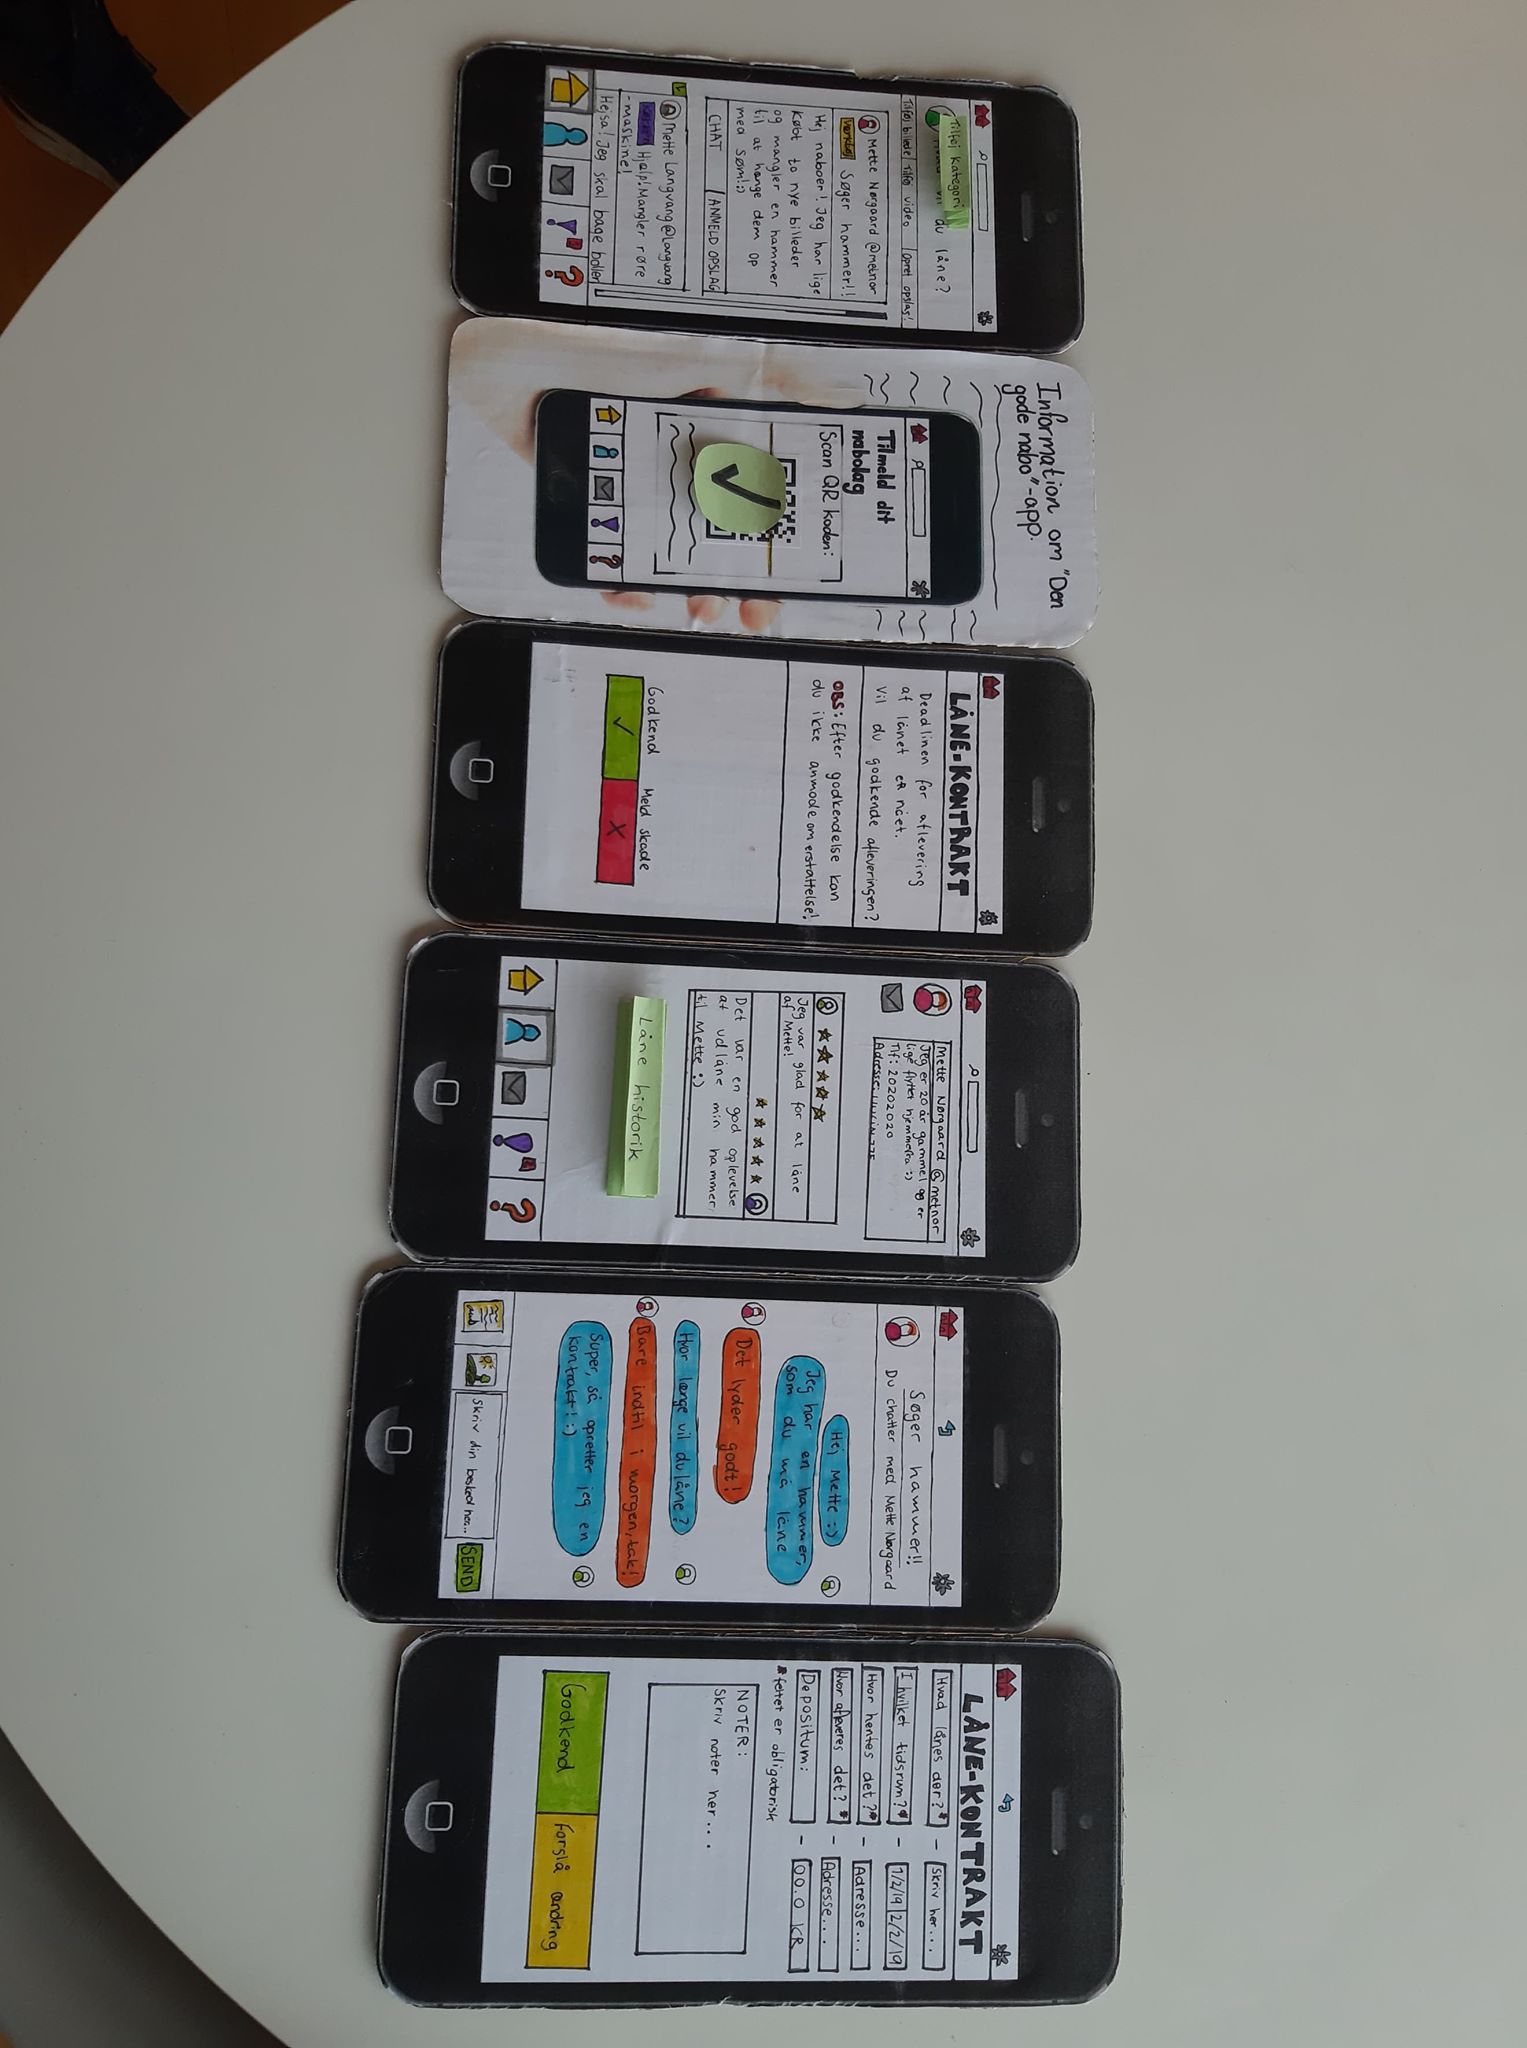 Tilføj kategori
du låne?
Tilføj billede
Tilføj video
Opret opslag!
Mette Nørgaard @metnor
Værktøj
Søger hammer!!
Hej naboer! Jeg har lige
købt to nye billeder
og mangler en hammer
til at hænge dem op
med søm!:)
CHAT
ANMELD OPSLAG
Mette Langvang@Langvang
Hjælp! Mangler røre
-maskine!
Hejsa! Jeg skal bage boller
Information om "Den
gode nabo"-app.
Tilmeld dit
nabolag
Scan QR koden:
LÅNE-KONTRAKT
Deadlinen for aflevering
af lånet er nået.
Vil du godkende afleveringen?
OBS: Efter godkendelse kan
du ikke anmode om erstattelse!
Godkend
Meld skade
Mette Nørgaard @metnor
Jeg er 20 år gammel og er
lige flyttet hjemmefra :)
Tlf: 20202020
Adresse:
Jeg var glad for at låne
af Mette!
Det var en god oplevelse
at udlåne min hammer
til Mette :)
Låne historik
Søger hammer!!
Du chatter med Mette Nørgaard
Hej Mette :)
Jeg har en hammer,
som du må låne
Det lyder godt!
Hvor længe vil du låne?
Bare indtil i morgen, tak!
Super, så opretter jeg en
kontrakt! :)
Skriv din besked her...
SEND
LÅNE-KONTRAKT
Hvad lånes der?* - Skriv her...
I hvilket tidsrum?* - 1/2/19 2/2/19
Hvor hentes det?* - Adresse...
Hvor afleveres det?* - Adresse...
Depositum: - 00.0 KR
*feltet er obligatorisk
NOTER:
Skriv noter her...
Godkend
Forslå ændring